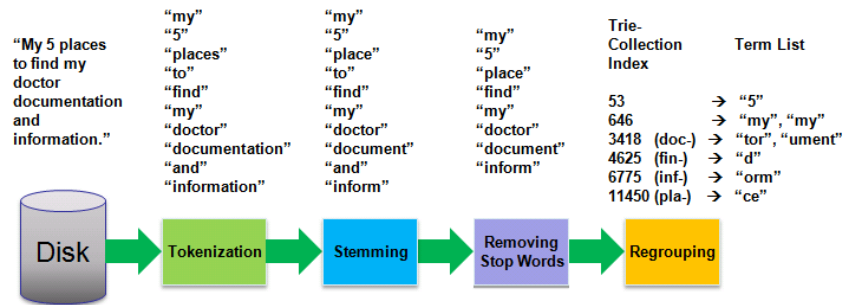 “My 5 places
to find my
doctor
documentation
and
information.”
“my”
“5”
“places”
“to”
“find”
“my”
“doctor”
“documentation”
“and”
“information”
“my”
“5”
“place”
“to”
“find”
“my”
“doctor”
“document”
“and”
“inform”
“my”
“5”
“place”
“find”
“my”
“doctor”
“document”
“inform”
Trie-
Collection
Index
Term List
53 → “5”
646 → “my”, “my”
3418 (doc-) → “tor”, “ument”
4625 (fin-) → “d”
6775 (inf-) → “orm”
11450 (pla-) → “ce”
Disk
Tokenization
Stemming
Removing
Stop Words
Regrouping